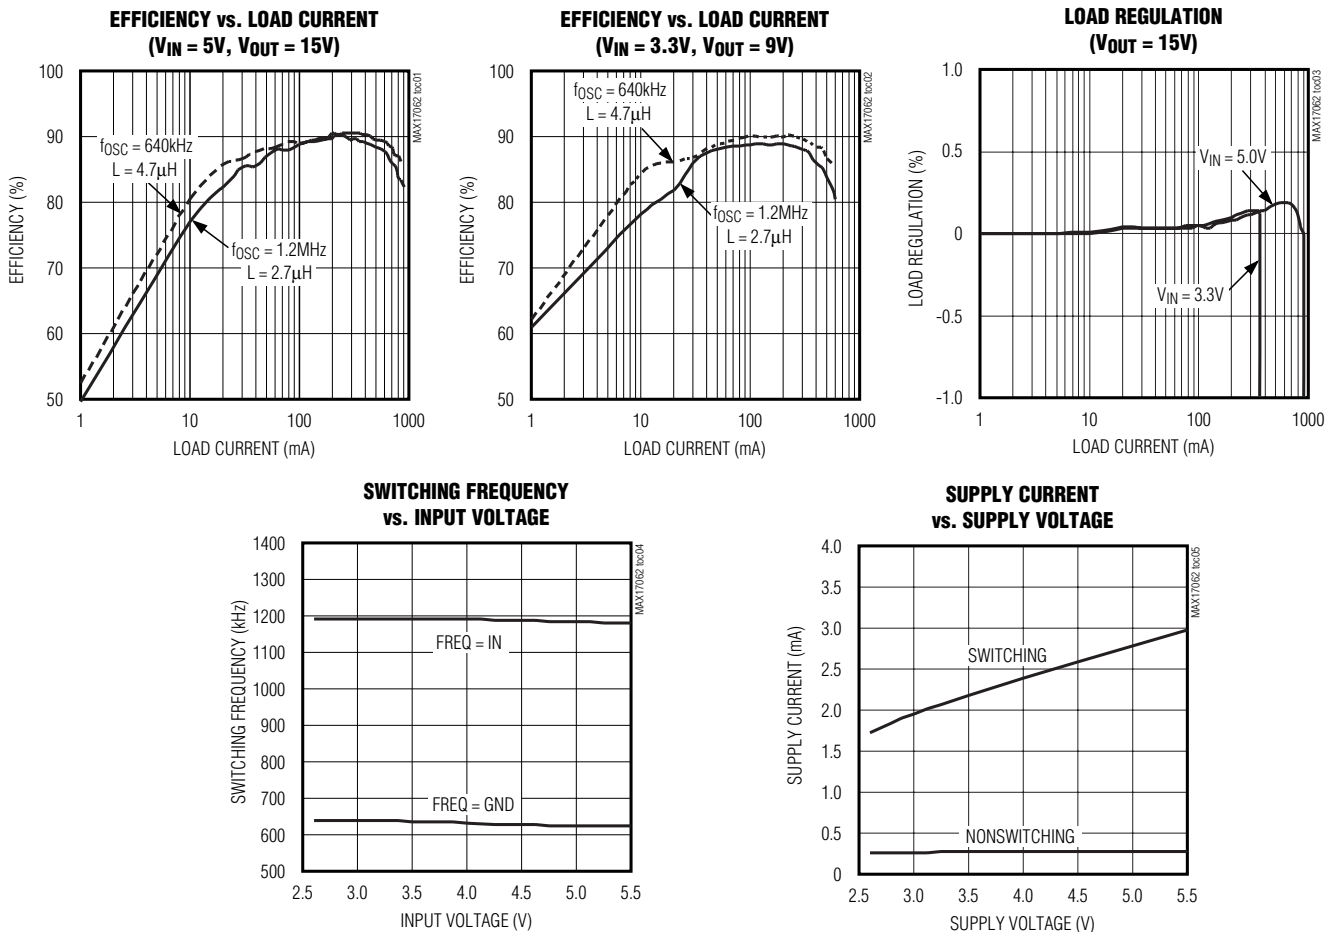 EFFICIENCY vs. LOAD CURRENT
(VIN = 5V, VOUT = 15V)
100
90
80
70
60
50
EFFICIENCY (%)
fOSC = 640kHz
L = 4.7μH
fOSC = 1.2MHz
L = 2.7μH
MAX17062 toc01
1 10 100 1000
LOAD CURRENT (mA)
EFFICIENCY vs. LOAD CURRENT
(VIN = 3.3V, VOUT = 9V)
100
90
80
70
60
50
EFFICIENCY (%)
fOSC = 640kHz
L = 4.7μH
fOSC = 1.2MHz
L = 2.7μH
MAX17062 toc02
1 10 100 1000
LOAD CURRENT (mA)
LOAD REGULATION
(VOUT = 15V)
1.0
0.5
0
-0.5
-1.0
LOAD REGULATION (%)
VIN = 5.0V
VIN = 3.3V
MAX17062 toc03
1 10 100 1000
LOAD CURRENT (mA)
SWITCHING FREQUENCY
vs. INPUT VOLTAGE
1400
1300
1200
1100
1000
900
800
700
600
500
SWITCHING FREQUENCY (kHz)
FREQ = IN
FREQ = GND
MAX17062 toc04
2.5 3.0 3.5 4.0 4.5 5.0 5.5
INPUT VOLTAGE (V)
SUPPLY CURRENT
vs. SUPPLY VOLTAGE
4.0
3.5
3.0
2.5
2.0
1.5
1.0
0.5
0
SUPPLY CURRENT (mA)
SWITCHING
NONSWITCHING
MAX17062 toc05
2.5 3.0 3.5 4.0 4.5 5.0 5.5
SUPPLY VOLTAGE (V)